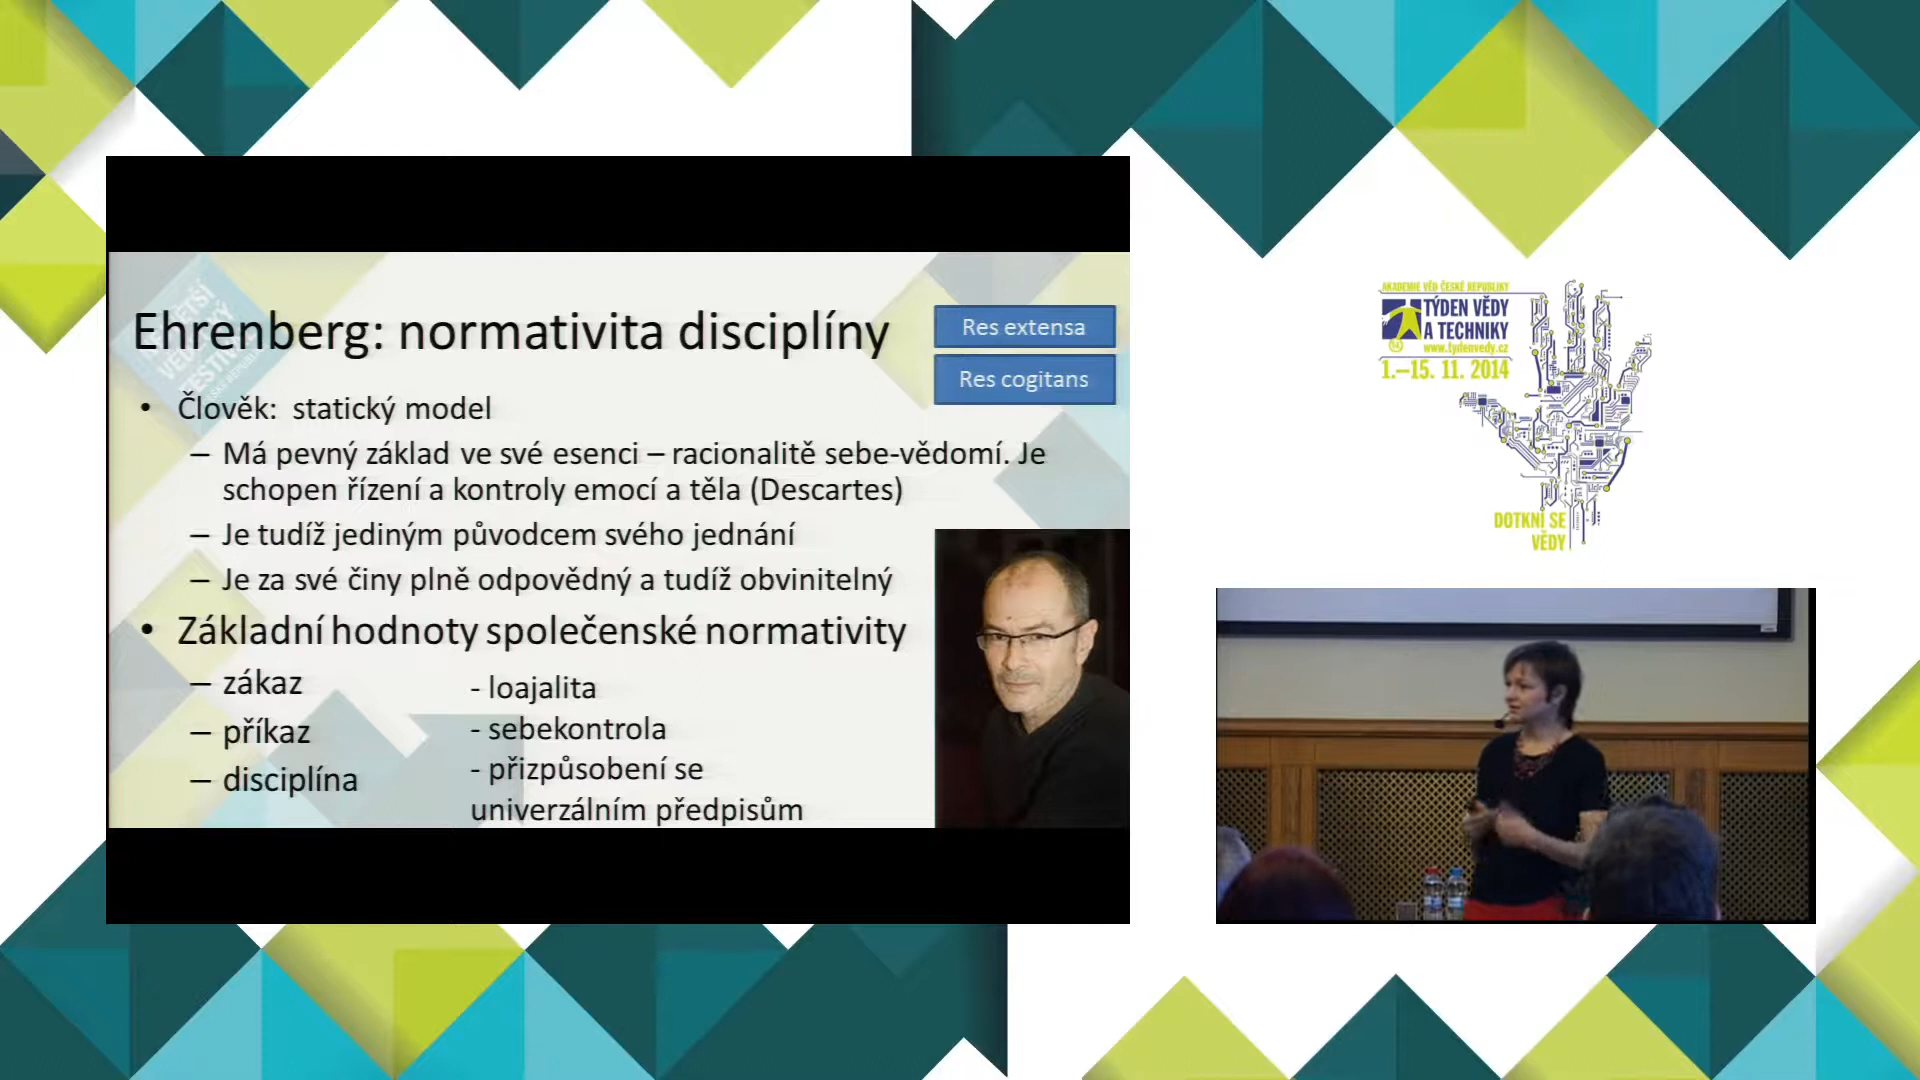 Ehrenberg: normativita disciplíny
Res extensa
Res cogitans
• Člověk: statický model
– Má pevný základ ve své esenci – racionalitě sebe-vědomí. Je
schopen řízení a kontroly emocí a těla (Descartes)
– Je tudíž jediným původcem svého jednání
– Je za své činy plně odpovědný a tudíž obvinitelný
• Základní hodnoty společenské normativity
– zákaz
– příkaz
– disciplína
- loajalita
- sebekontrola
- přizpůsobení se
univerzálním předpisům
AKADEMIE VĚD ČESKÉ REPUBLIKY
TÝDEN VĚDY
A TECHNIKY
www.tydenvedy.cz
1.–15. 11. 2014
DOTKNI SE
VĚDY